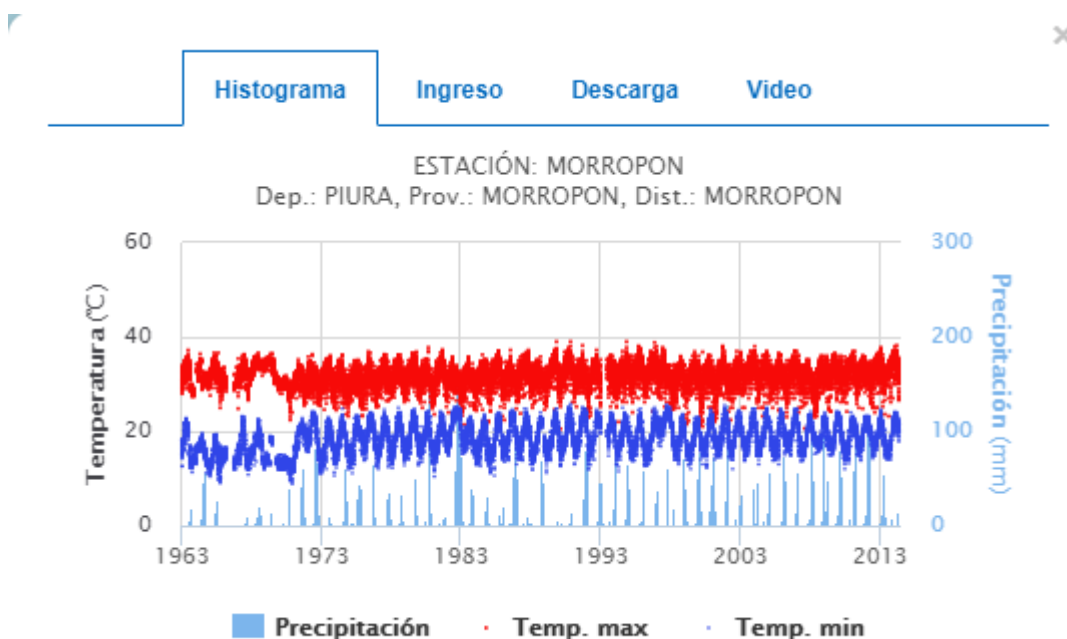 ×
Histograma Ingreso Descarga Video
ESTACIÓN: MORROPON
Dep.: PIURA, Prov.: MORROPON, Dist.: MORROPON
60 300
40 200
20 100
0 0
Temperatura (℃)
Precipitación (mm)
1963 1973 1983 1993 2003 2013
Precipitación Temp. max Temp. min